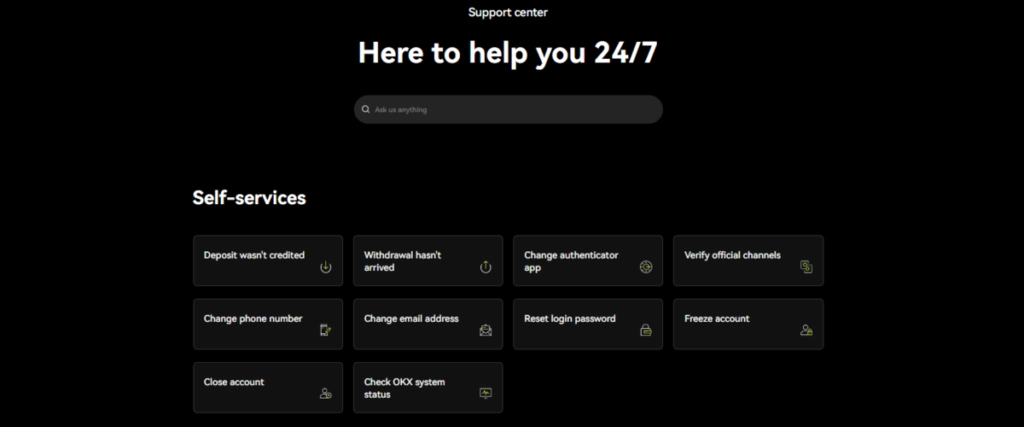 Support center
Here to help you 24/7
Ask us anything
Self-services
Deposit wasn't credited
Withdrawal hasn't
arrived
Change authenticator
app
Verify official channels
Change phone number
Change email address
Reset login password
Freeze account
Close account
Check OKX system
status